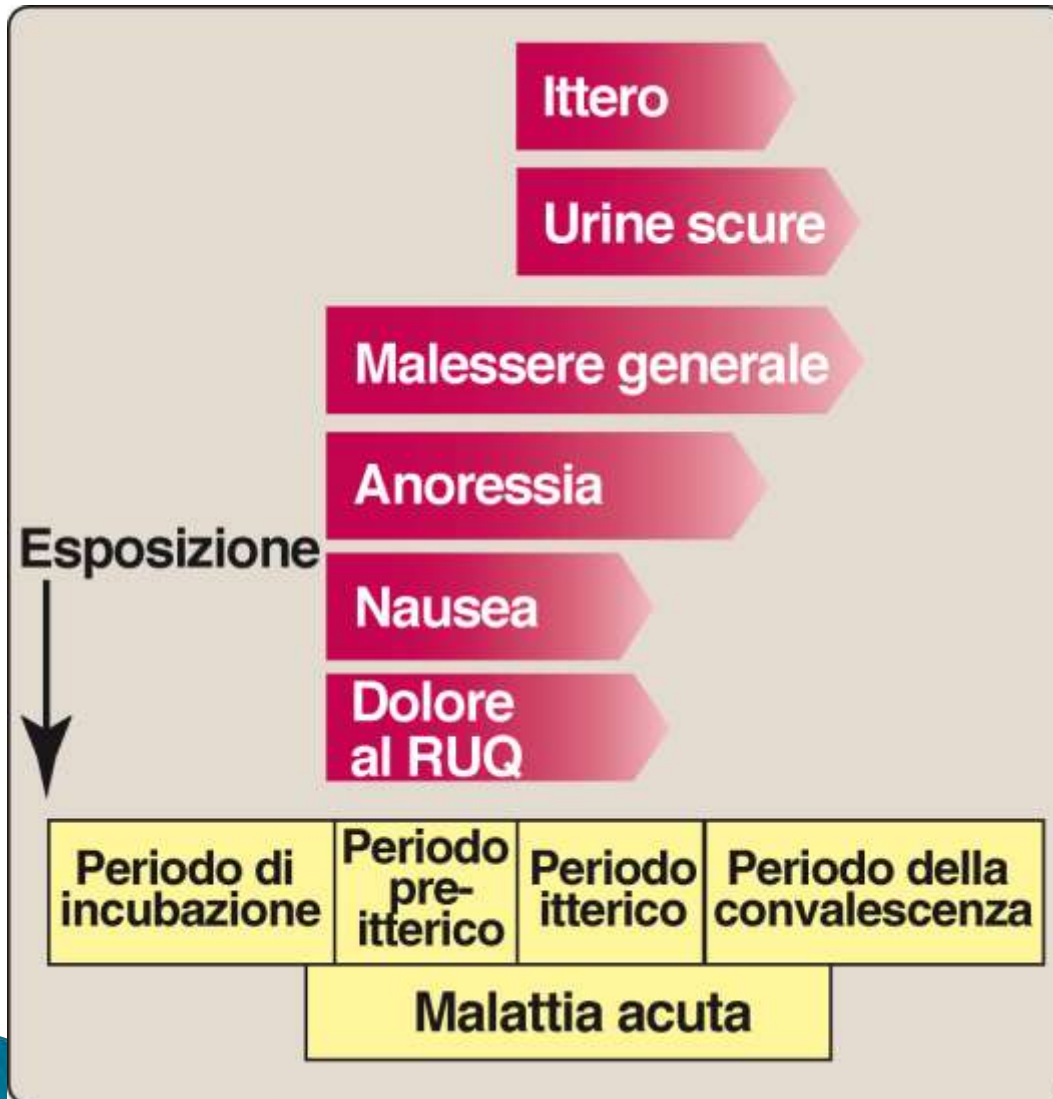 Ittero
Urine scure
Malessere generale
Anoressia
Esposizione
Nausea
Dolore
al RUQ
Periodo di
incubazione
Periodo
pre-
itterico
Periodo
itterico
Periodo della
convalescenza
Malattia acuta